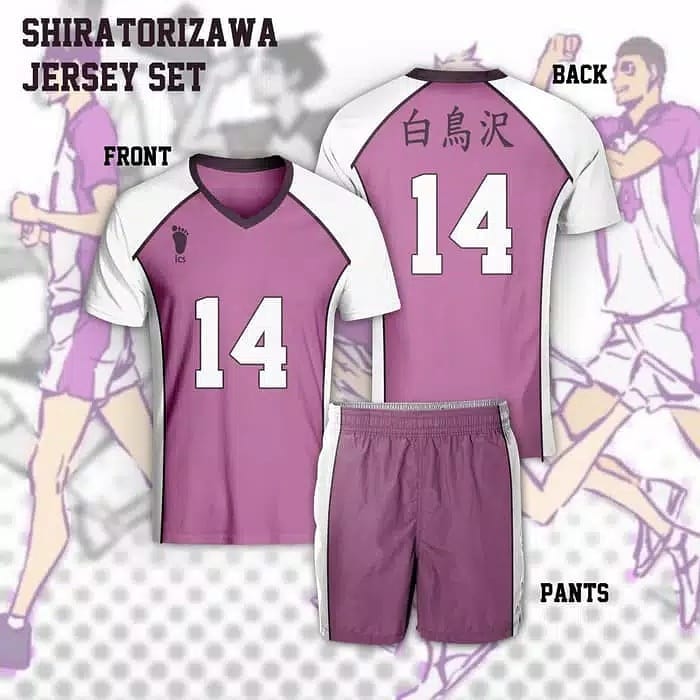 SHIRATORIZAWA
JERSEY SET
FRONT
BACK
白鳥沢
14
ics
14
PANTS